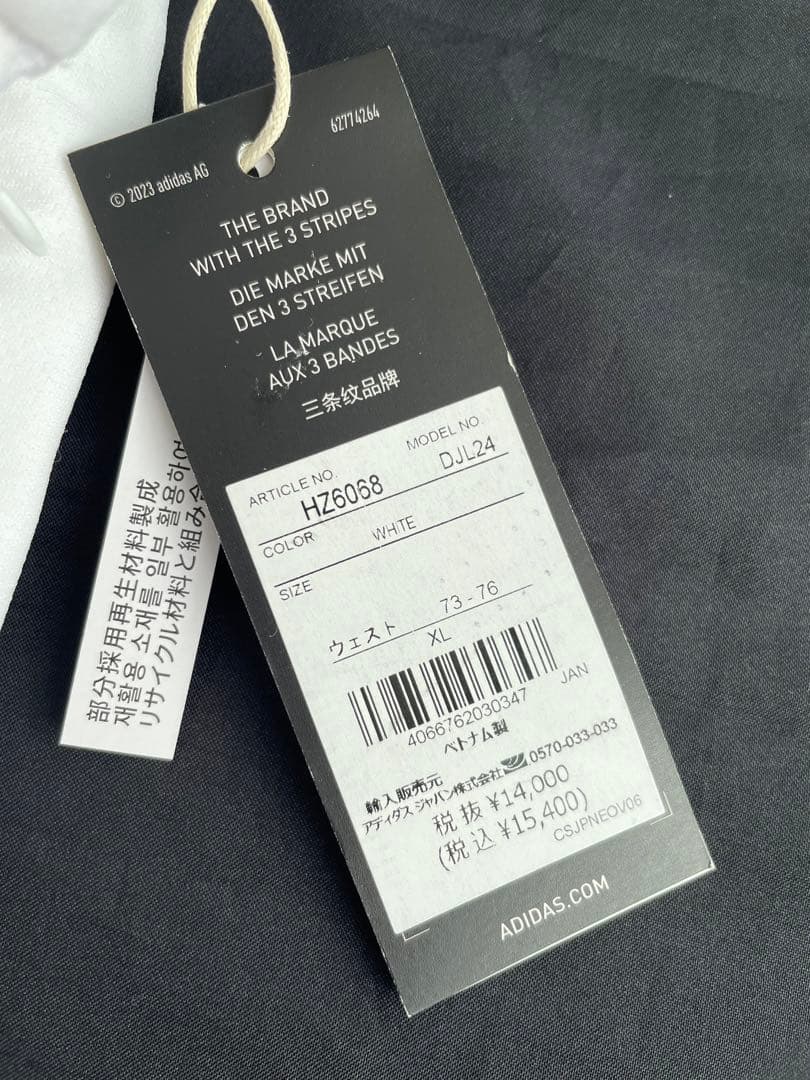 © 2023 adidas AG
62774264
THE BRAND
WITH THE 3 STRIPES
DIE MARKE MIT
DEN 3 STREIFEN
LA MARQUE
AUX 3 BANDES
三条纹品牌
ARTICLE NO.
MODEL NO.
HZ6068
DJL24
COLOR
WHITE
SIZE
ウェスト 73 - 76
XL
4066762030347
JAN
ベトナム製
輸入販売元
アディダス ジャパン株式会社 0570-033-033
税 抜 ¥14,000
(税 込 ¥15,400)
CSJPNEOV06
ADIDAS.COM
部分採用再生材料製成
재활용 소재를 일부 활용하여
リサイクル材料と組み